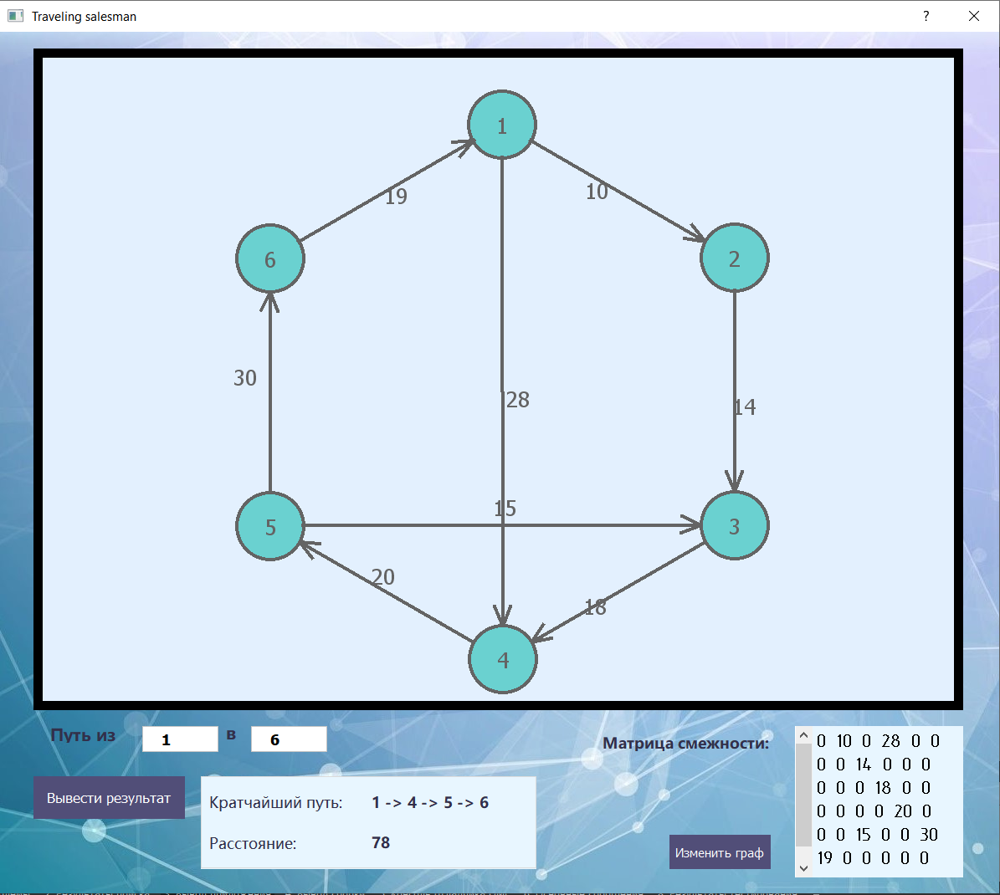 Traveling salesman
?
1
19
10
6
2
30
28
14
15
5
3
20
18
4
Путь из 1 в 6
Матрица смежности:
0 10 0 28 0 0
0 0 14 0 0 0
0 0 0 18 0 0
0 0 0 0 20 0
0 0 15 0 0 30
19 0 0 0 0 0
Вывести результат
Кратчайший путь: 1 -> 4 -> 5 -> 6
Расстояние: 78
Изменить граф